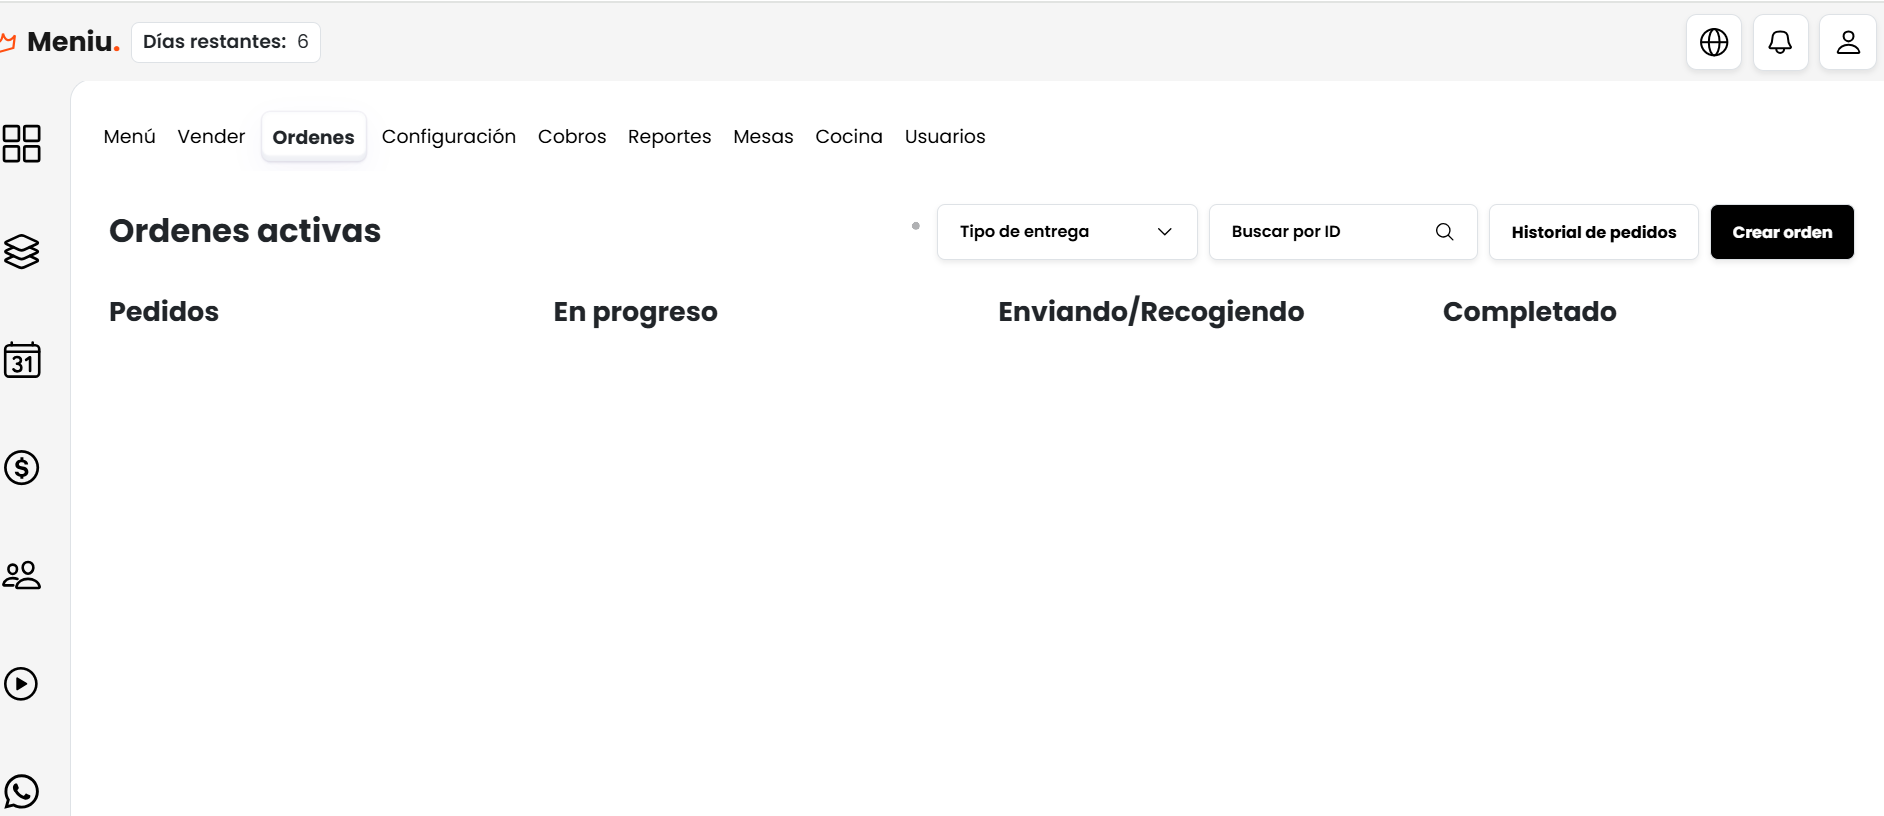 Meniu.
Días restantes: 6
Menú Vender Ordenes Configuración Cobros Reportes Mesas Cocina Usuarios
Ordenes activas
Tipo de entrega
Buscar por ID
Historial de pedidos
Crear orden
Pedidos
En progreso
Enviando/Recogiendo
Completado
31